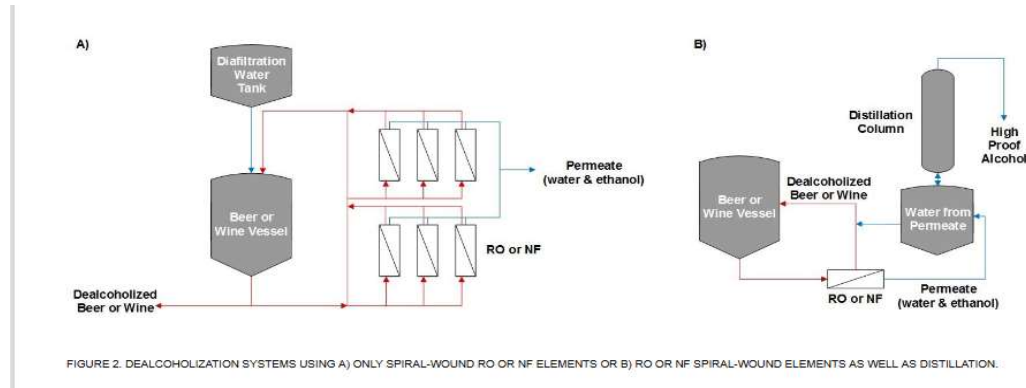 A)
Diafiltration
Water
Tank
Beer or
Wine Vessel
Permeate
(water & ethanol)
RO or NF
Dealcoholized
Beer or Wine
B)
Distillation
Column
High
Proof
Alcohol
Dealcoholized
Beer or Wine
Beer or
Wine Vessel
Water from
Permeate
RO or NF
Permeate
(water & ethanol)
FIGURE 2. DEALCOHOLIZATION SYSTEMS USING A) ONLY SPIRAL-WOUND RO OR NF ELEMENTS OR B) RO OR NF SPIRAL-WOUND ELEMENTS AS WELL AS DISTILLATION.